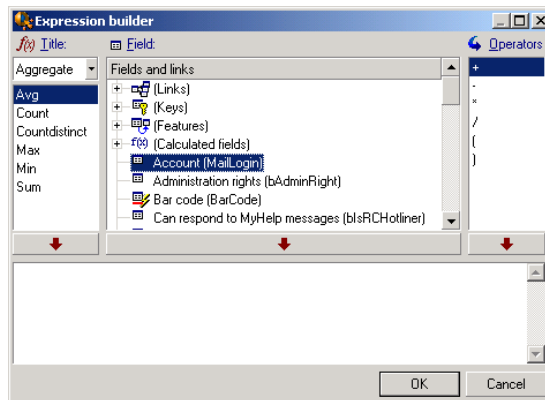 Expression builder
f(x) Title:
Field:
Operators
Aggregate
Fields and links
Avg
Count
Countdistinct
Max
Min
Sum
(Links)
(Keys)
(Features)
f(x) (Calculated fields)
Account (MailLogin)
Administration rights (bAdminRight)
Bar code (BarCode)
Can respond to MyHelp messages (bIsRCHotliner)
+
-
*
/
(
)
OK
Cancel